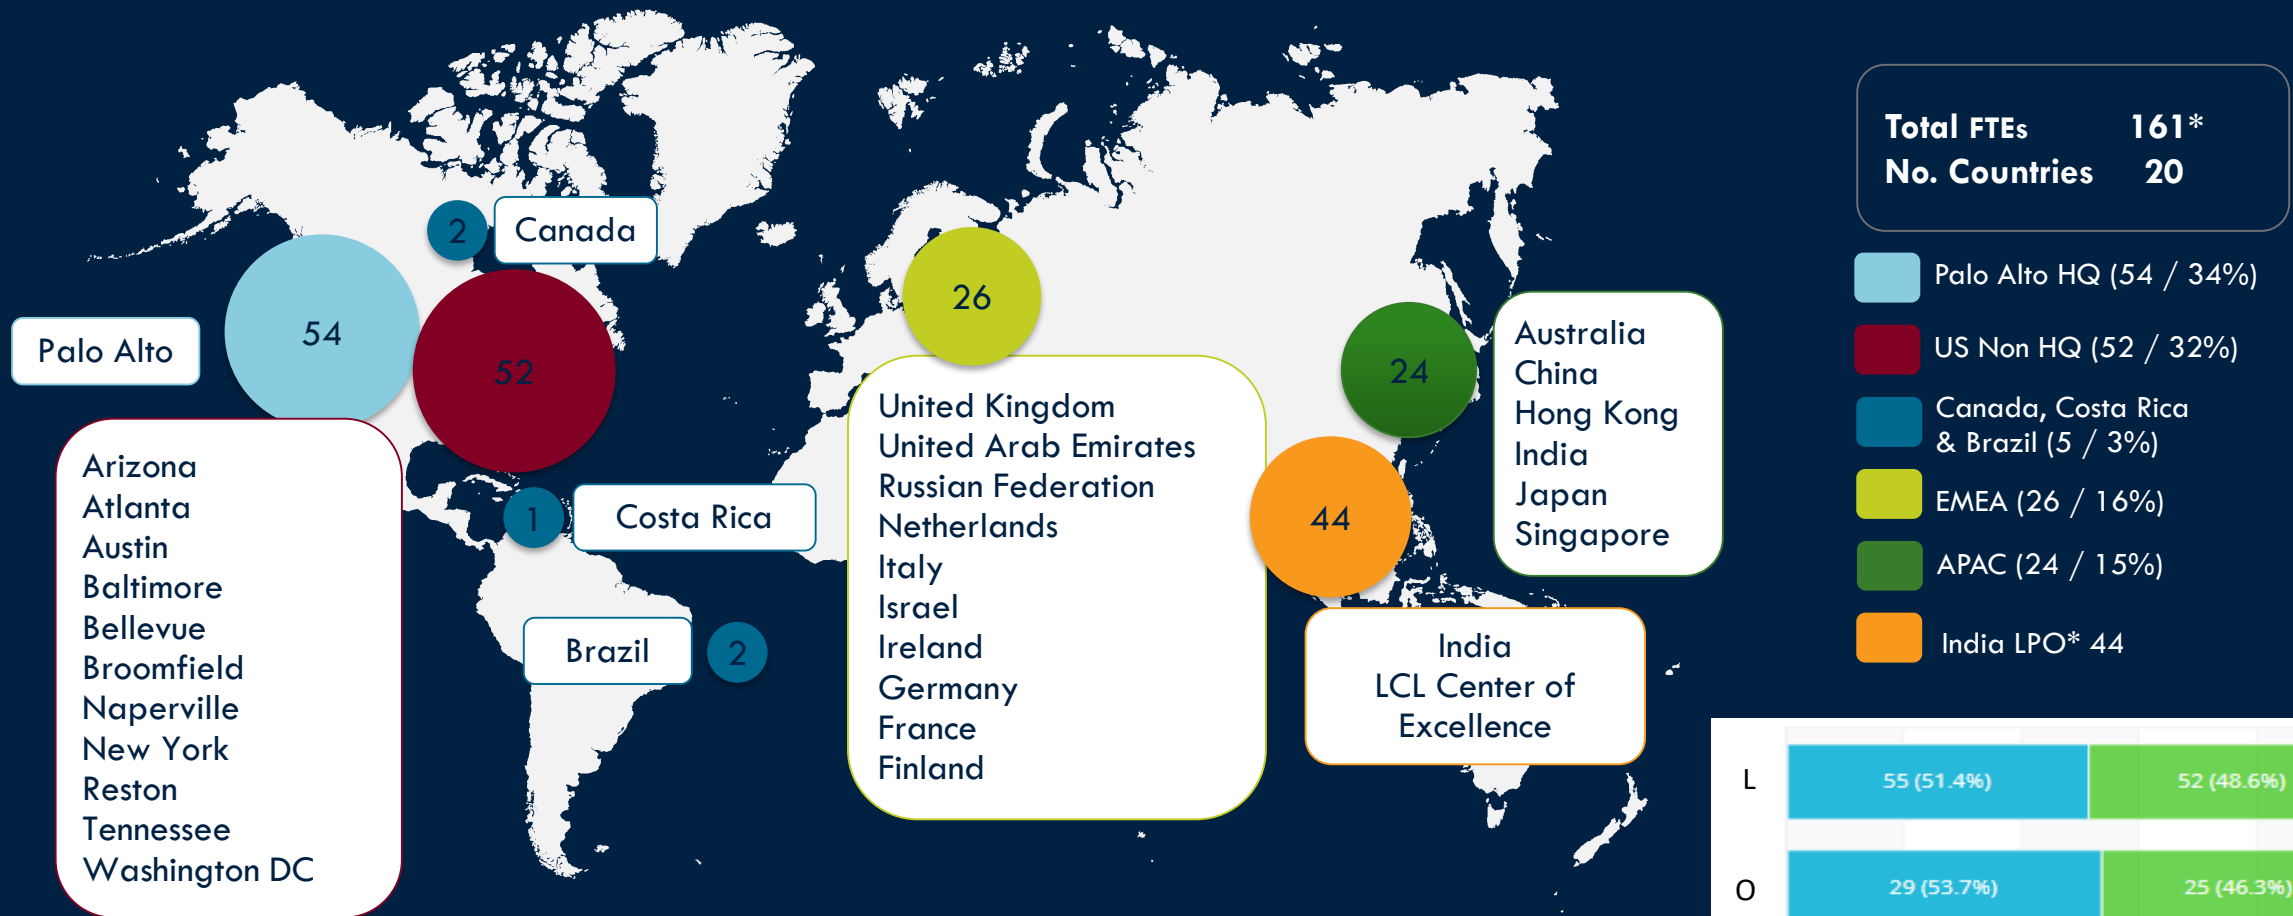 Total FTEs 161*
No. Countries 20
Palo Alto HQ (54 / 34%)
US Non HQ (52 / 32%)
Canada, Costa Rica
& Brazil (5 / 3%)
EMEA (26 / 16%)
APAC (24 / 15%)
India LPO* 44
2
Canada
Palo Alto
54
52
26
24
44
Arizona
Atlanta
Austin
Baltimore
Bellevue
Broomfield
Naperville
New York
Reston
Tennessee
Washington DC
1
Costa Rica
Brazil
2
United Kingdom
United Arab Emirates
Russian Federation
Netherlands
Italy
Israel
Ireland
Germany
France
Finland
Australia
China
Hong Kong
India
Japan
Singapore
India
LCL Center of
Excellence
L 55 (51.4%) 52 (48.6%)
O 29 (53.7%) 25 (46.3%)